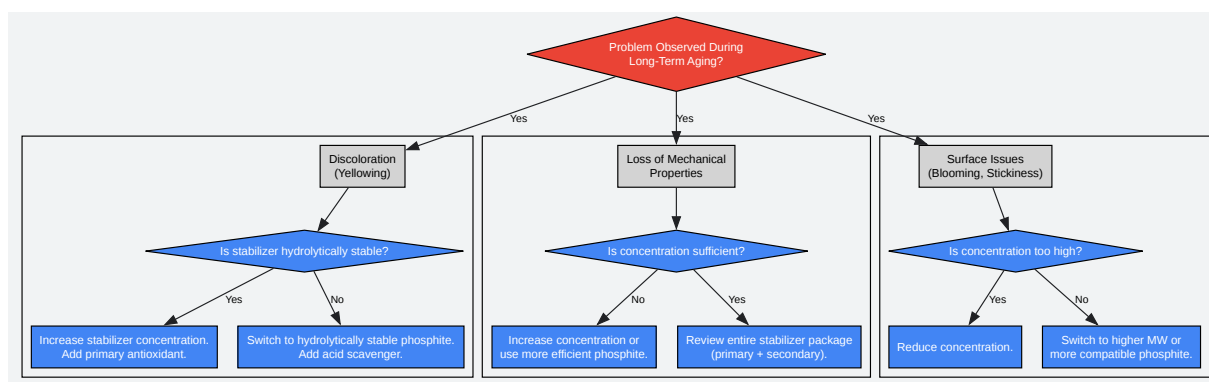 Problem Observed During
Long-Term Aging?
Yes
Yes
Yes
Discoloration
(Yellowing)
Loss of Mechanical
Properties
Surface Issues
(Blooming, Stickiness)
Is stabilizer hydrolytically stable?
Is concentration sufficient?
Is concentration too high?
Yes
No
No
Yes
Yes
No
Increase stabilizer concentration.
Add primary antioxidant.
Switch to hydrolytically stable phosphite.
Add acid scavenger.
Increase concentration or
use more efficient phosphite.
Review entire stabilizer package
(primary + secondary).
Reduce concentration.
Switch to higher MW or
more compatible phosphite.